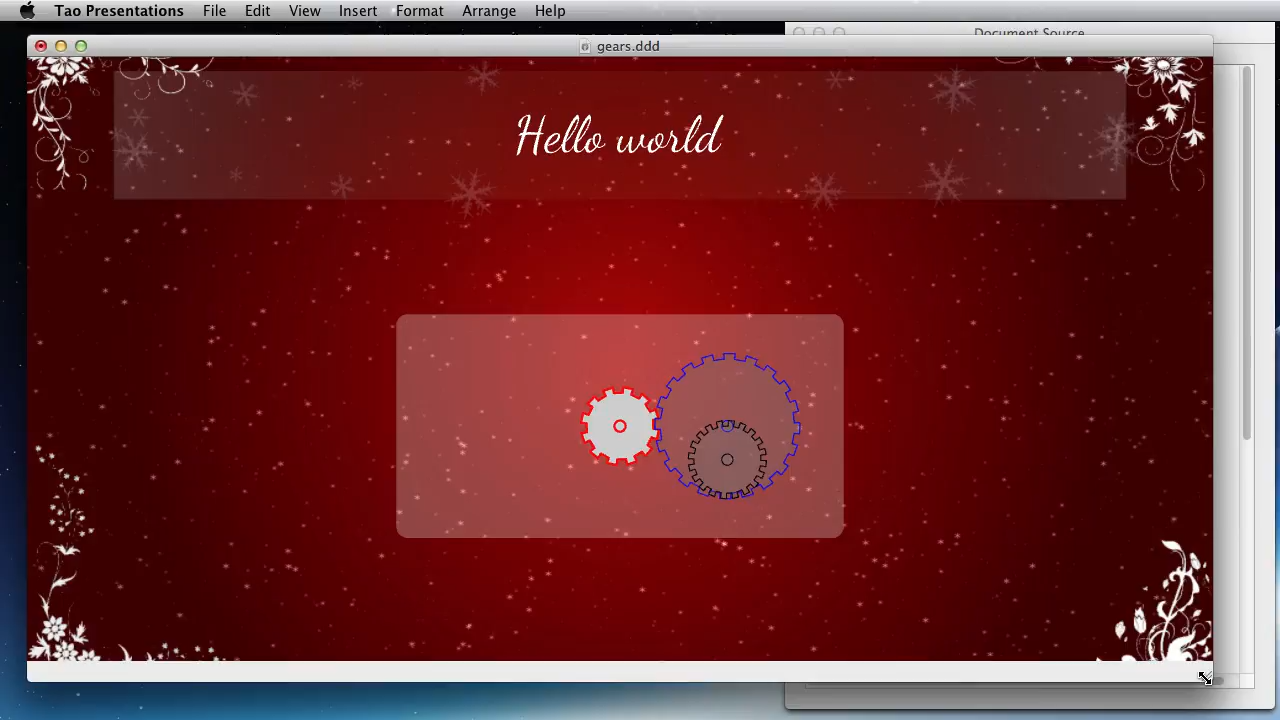 Tao Presentations File Edit View Insert Format Arrange Help
Document Source
gears.ddd
Hello world